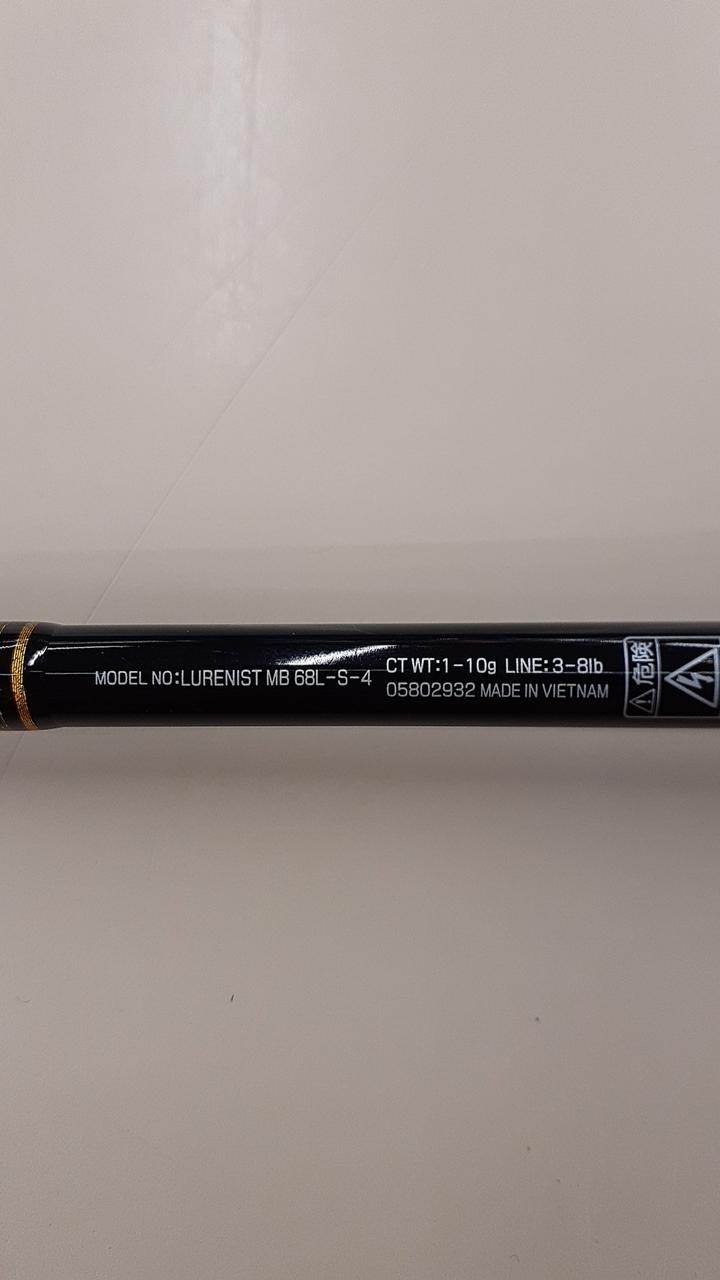 MODEL NO:LURENIST MB 68L-S-4
CT WT:1-10g LINE:3-8lb
05802932 MADE IN VIETNAM
危険